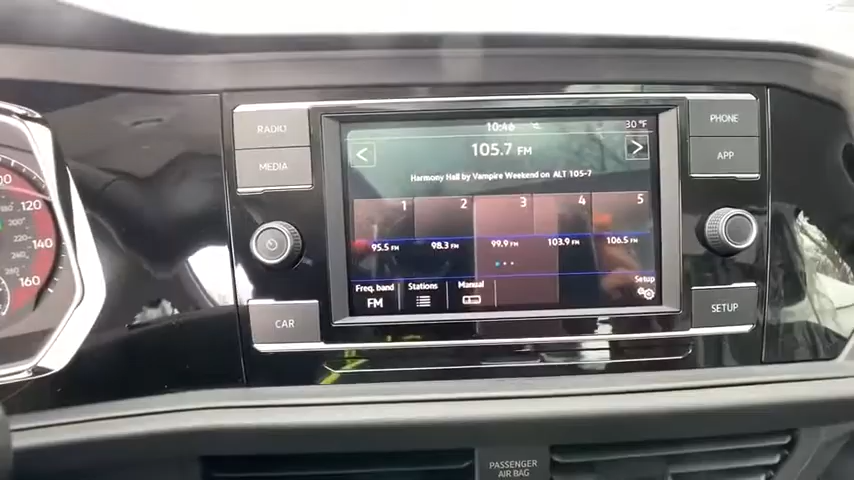 RADIO
MEDIA
CAR
10:46
30 °F
105.7 FM
Harmony Hall by Vampire Weekend on ALT 105-7
1 2 3 4 5
95.5 FM 98.3 FM 99.9 FM 103.9 FM 106.5 FM
Freq. band Stations Manual Setup
FM
PHONE
APP
SETUP
120
140
160
PASSENGER
AIR BAG